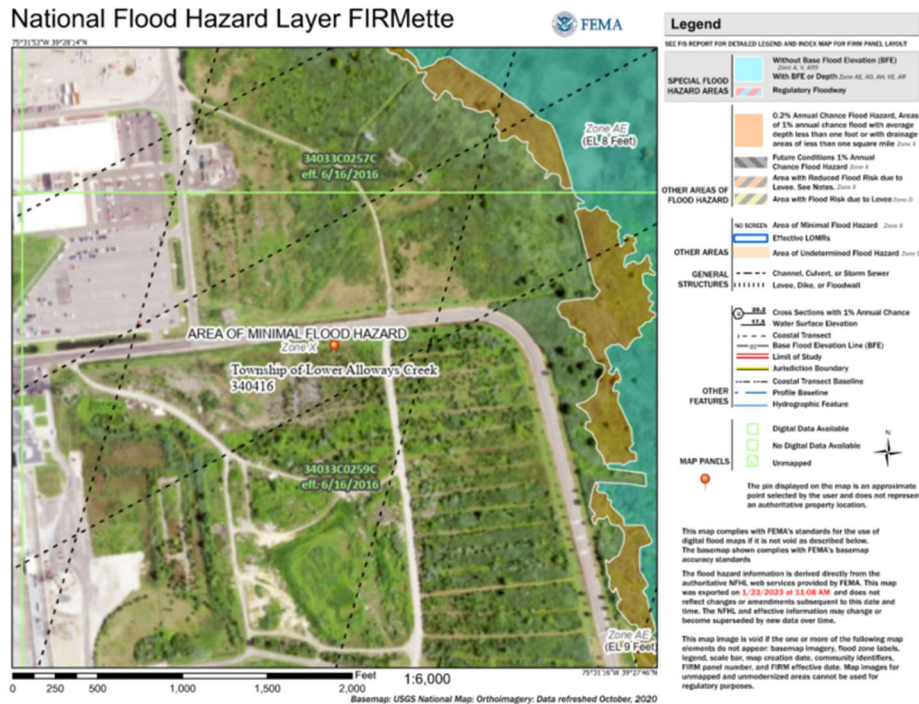 National Flood Hazard Layer FIRMette
FEMA
75°31'53"W 39°28'14"N
34033C0257C
eff. 6/16/2016
Zone AE
(EL 8 Feet)
AREA OF MINIMAL FLOOD HAZARD
Zone X
Township of Lower Alloways Creek
340416
34033C0259C
eff. 6/16/2016
Zone AE
(EL 9 Feet)
75°31'16"W 39°27'46"N
Feet
1:6,000
0 250 500 1,000 1,500 2,000
Basemap: USGS National Map: Orthoimagery: Data refreshed October, 2020
Legend
SEE FIS REPORT FOR DETAILED LEGEND AND INDEX MAP FOR FIRM PANEL LAYOUT
SPECIAL FLOOD
HAZARD AREAS
Without Base Flood Elevation (BFE)
Zone A, V, A99
With BFE or Depth Zone AE, AO, AH, VE, AR
Regulatory Floodway
OTHER AREAS OF
FLOOD HAZARD
0.2% Annual Chance Flood Hazard, Areas
of 1% annual chance flood with average
depth less than one foot or with drainage
areas of less than one square mile Zone X
Future Conditions 1% Annual
Chance Flood Hazard Zone X
Area with Reduced Flood Risk due to
Levee. See Notes. Zone X
Area with Flood Risk due to Levee Zone D
OTHER AREAS
NO SCREEN Area of Minimal Flood Hazard Zone X
Effective LOMRs
Area of Undetermined Flood Hazard Zone
GENERAL
STRUCTURES
Channel, Culvert, or Storm Sewer
Levee, Dike, or Floodwall
OTHER
FEATURES
20.2 Cross Sections with 1% Annual Chance
17.5 Water Surface Elevation
Coastal Transect
Base Flood Elevation Line (BFE)
Limit of Study
Jurisdiction Boundary
Coastal Transect Baseline
Profile Baseline
Hydrographic Feature
MAP PANELS
Digital Data Available
No Digital Data Available
Unmapped
N
The pin displayed on the map is an approximate
point selected by the user and does not represen
an authoritative property location.
This map complies with FEMA's standards for the use of
digital flood maps if it is not void as described below.
The basemap shown complies with FEMA's basemap
accuracy standards
The flood hazard information is derived directly from the
authoritative NFHL web services provided by FEMA. This map
was exported on 1/23/2023 at 11:08 AM and does not
reflect changes or amendments subsequent to this date and
time. The NFHL and effective information may change or
become superseded by new data over time.
This map image is void if the one or more of the following map
elements do not appear: basemap imagery, flood zone labels,
legend, scale bar, map creation date, community identifiers,
FIRM panel number, and FIRM effective date. Map images for
unmapped and unmodernized areas cannot be used for
regulatory purposes.